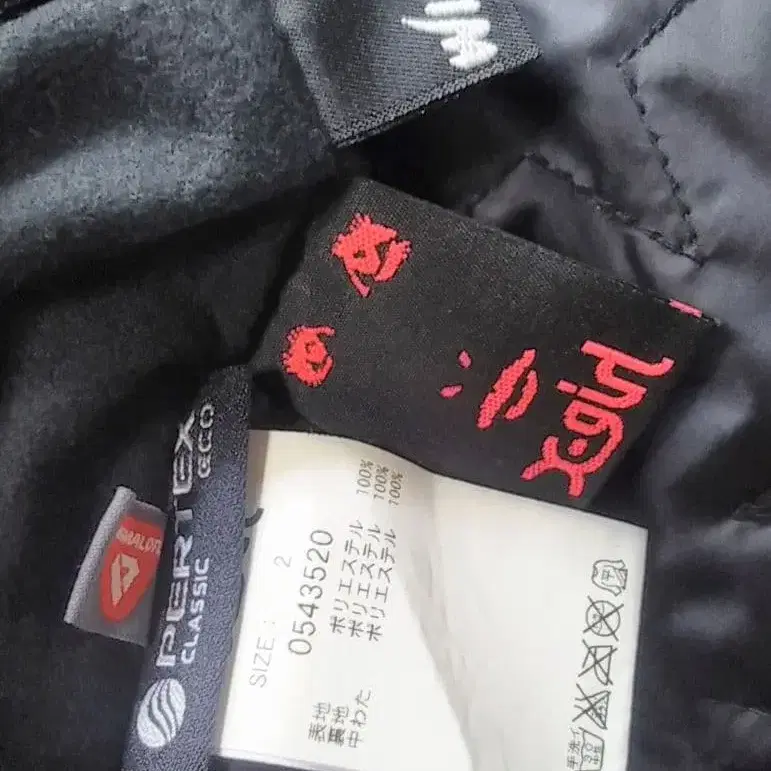 X-girl
PERTEX
eco
CLASSIC
SIZE : 2
0543520
表地 ポリエステル 100%
裏地 ポリエステル 100%
中わた ポリエステル 100%